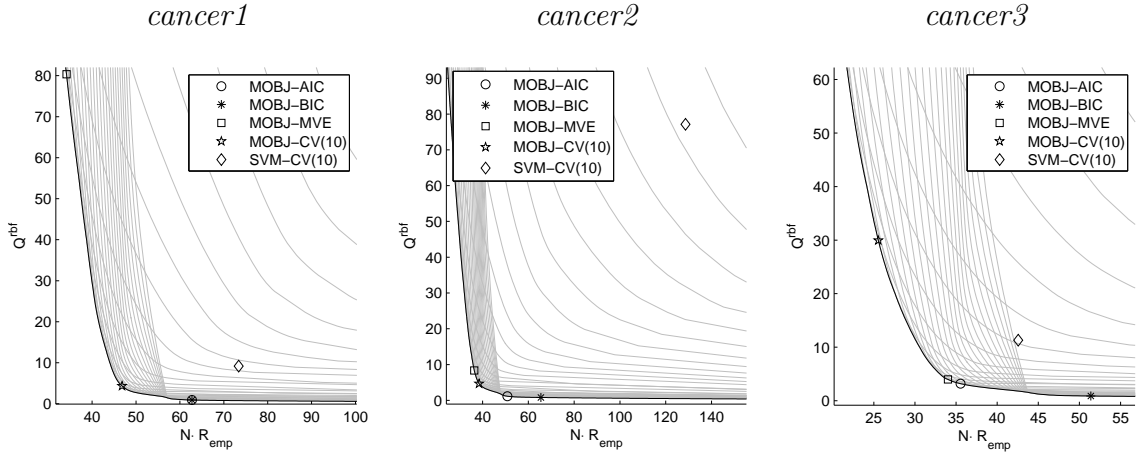 cancer1
cancer2
cancer3
80
70
60
50
40
30
20
10
0
Q^rbf
40 50 60 70 80 90 100
N· R_emp
MOBJ−AIC
MOBJ−BIC
MOBJ−MVE
MOBJ−CV(10)
SVM−CV(10)
90
80
70
60
50
40
30
20
10
0
Q^rbf
40 60 80 100 120 140
N· R_emp
MOBJ−AIC
MOBJ−BIC
MOBJ−MVE
MOBJ−CV(10)
SVM−CV(10)
60
50
40
30
20
10
0
Q^rbf
25 30 35 40 45 50 55
N· R_emp
MOBJ−AIC
MOBJ−BIC
MOBJ−MVE
MOBJ−CV(10)
SVM−CV(10)